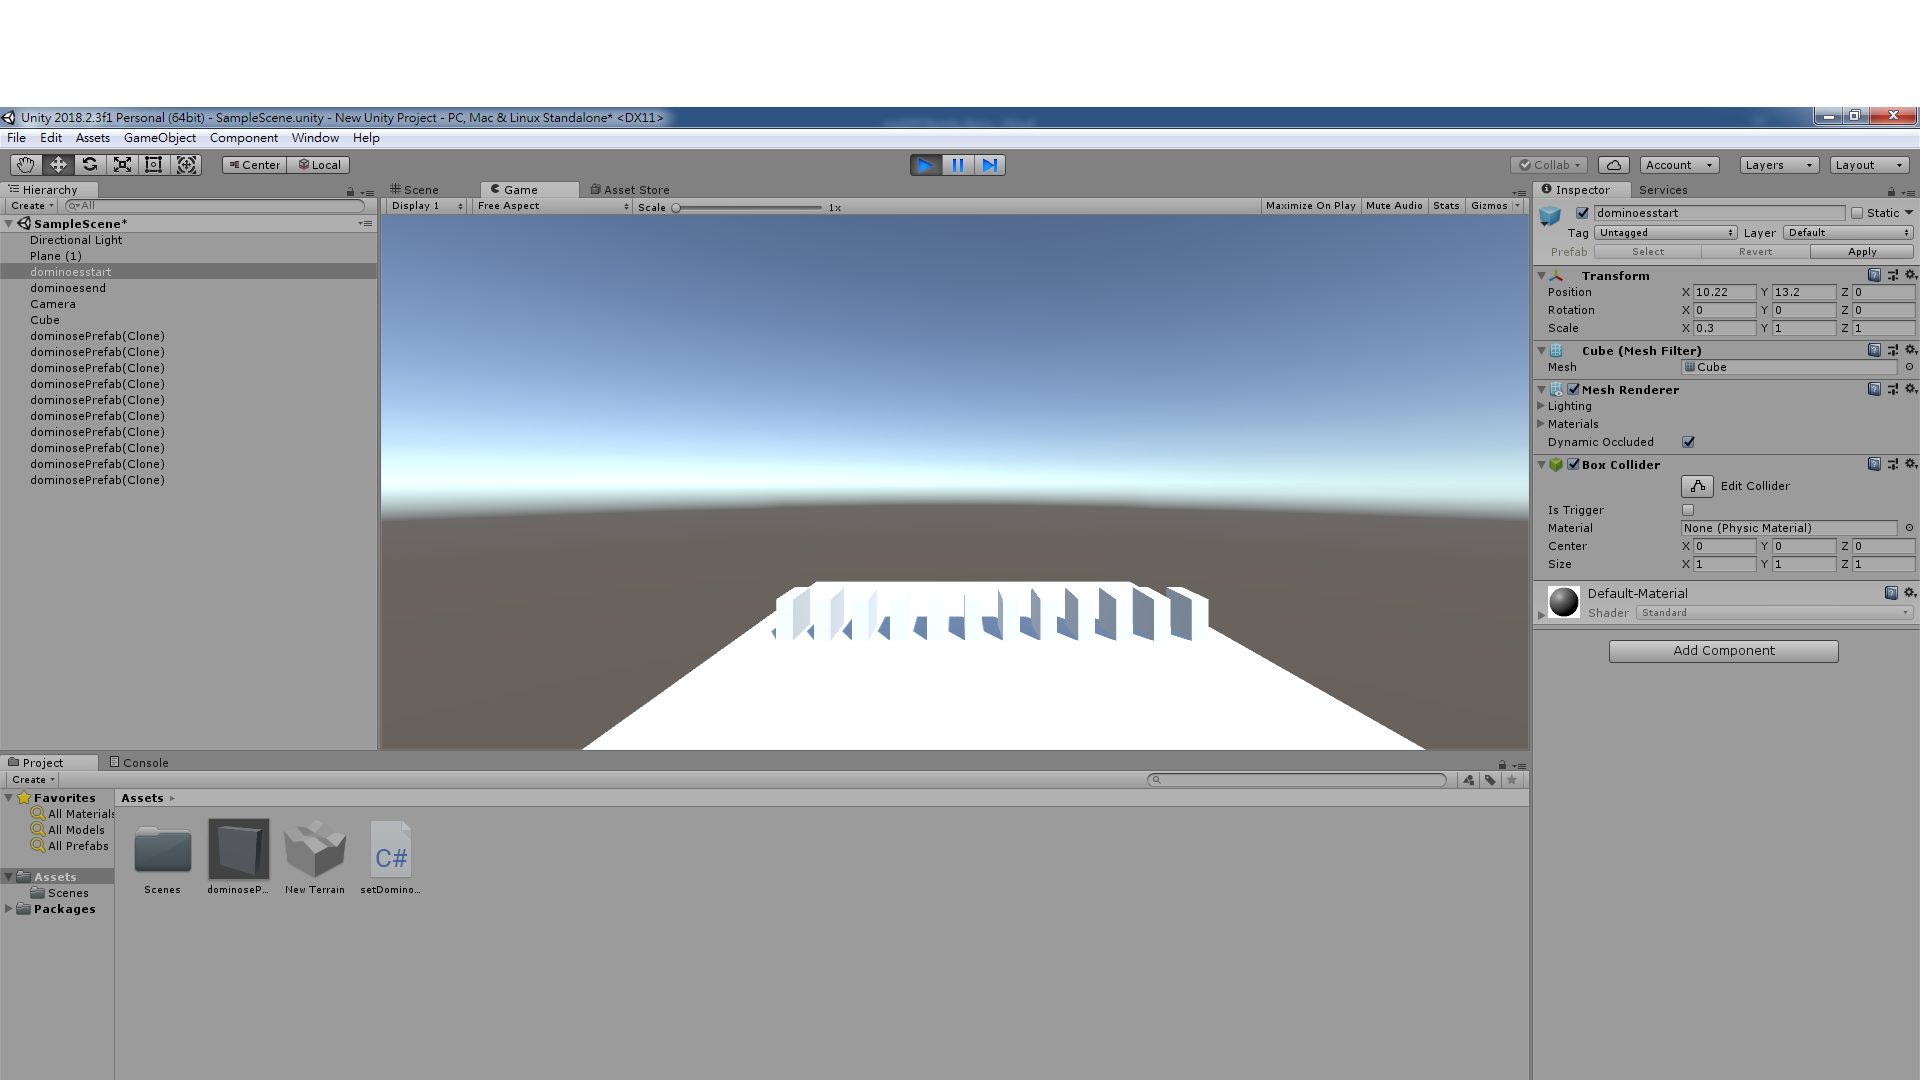 Unity 2018.2.3f1 Personal (64bit) - SampleScene.unity - New Unity Project - PC, Mac & Linux Standalone* <DX11>
File Edit Assets GameObject Component Window Help
Center Local Collab Account Layers Layout
Hierarchy
Create All
SampleScene*
Directional Light
Plane (1)
dominoesstart
dominoesend
Camera
Cube
dominosePrefab(Clone)
dominosePrefab(Clone)
dominosePrefab(Clone)
dominosePrefab(Clone)
dominosePrefab(Clone)
dominosePrefab(Clone)
dominosePrefab(Clone)
dominosePrefab(Clone)
dominosePrefab(Clone)
dominosePrefab(Clone)
Scene Game Asset Store
Display 1 Free Aspect Scale 1x Maximize On Play Mute Audio Stats Gizmos
Inspector Services
dominoesstart Static
Tag Untagged Layer Default
Prefab Select Revert Apply
Transform
Position X 10.22 Y 13.2 Z 0
Rotation X 0 Y 0 Z 0
Scale X 0.3 Y 1 Z 1
Cube (Mesh Filter)
Mesh Cube
Mesh Renderer
Lighting
Materials
Dynamic Occluded
Box Collider
Edit Collider
Is Trigger
Material None (Physic Material)
Center X 0 Y 0 Z 0
Size X 1 Y 1 Z 1
Default-Material
Shader Standard
Add Component
Project Console
Create
Favorites
All Materials
All Models
All Prefabs
Assets
Scenes
Packages
Assets
Scenes dominoseP... New Terrain setDomino...
C#